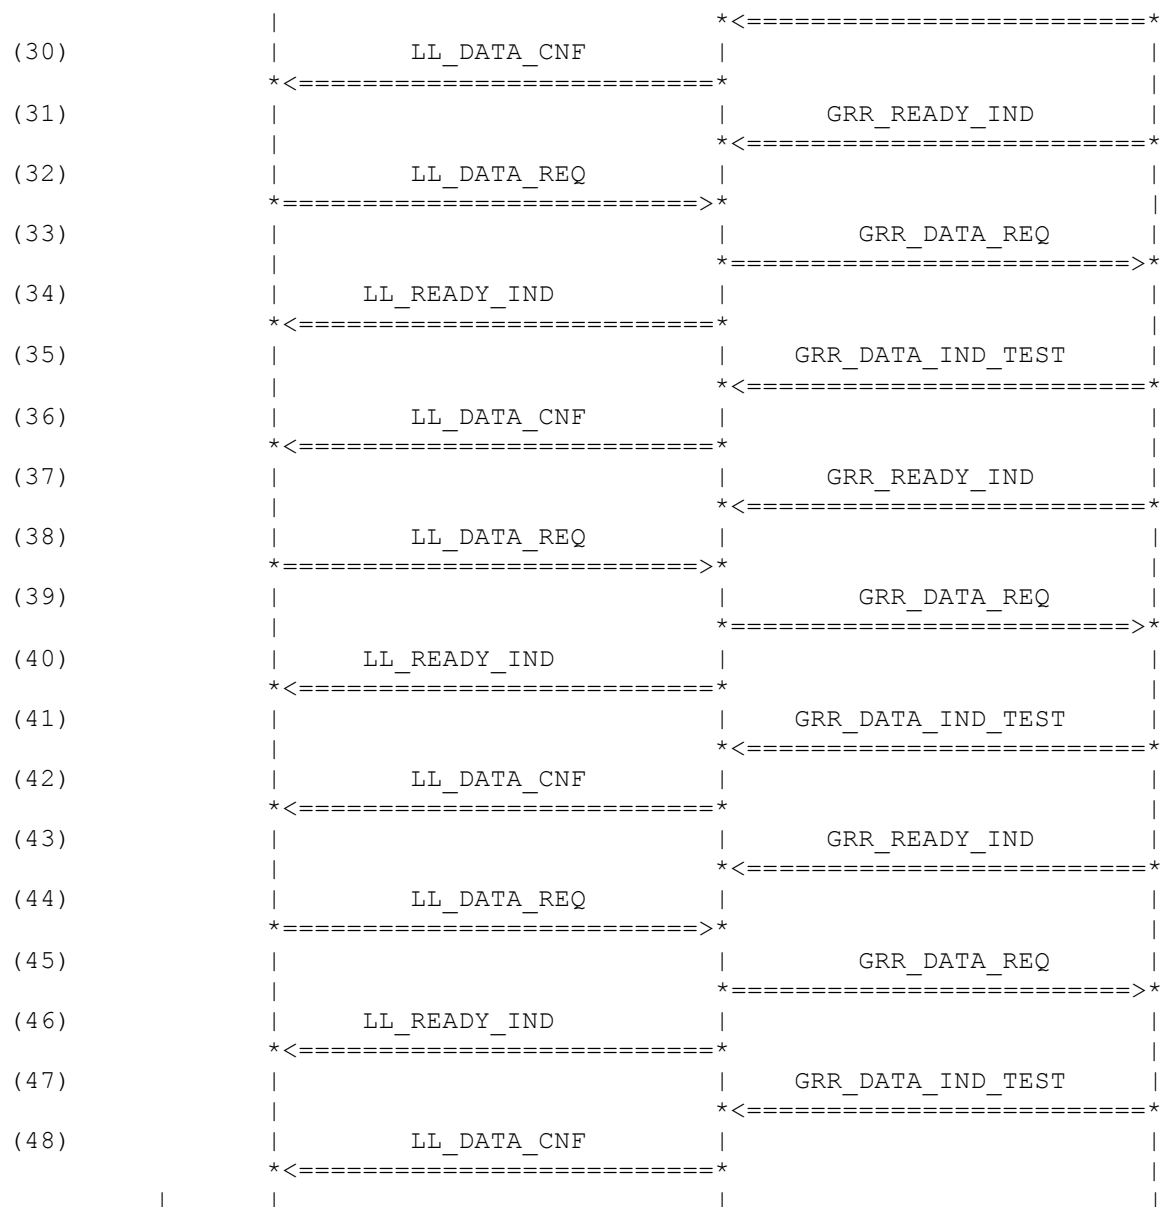 | *<=========================*
(30) | LL_DATA_CNF | |
*<==========================* |
(31) | | GRR_READY_IND |
| *<=========================*
(32) | LL_DATA_REQ | |
*==========================>* |
(33) | | GRR_DATA_REQ |
| *=========================>*
(34) | LL_READY_IND | |
*<==========================* |
(35) | | GRR_DATA_IND_TEST |
| *<=========================*
(36) | LL_DATA_CNF | |
*<==========================* |
(37) | | GRR_READY_IND |
| *<=========================*
(38) | LL_DATA_REQ | |
*==========================>* |
(39) | | GRR_DATA_REQ |
| *=========================>*
(40) | LL_READY_IND | |
*<==========================* |
(41) | | GRR_DATA_IND_TEST |
| *<=========================*
(42) | LL_DATA_CNF | |
*<==========================* |
(43) | | GRR_READY_IND |
| *<=========================*
(44) | LL_DATA_REQ | |
*==========================>* |
(45) | | GRR_DATA_REQ |
| *=========================>*
(46) | LL_READY_IND | |
*<==========================* |
(47) | | GRR_DATA_IND_TEST |
| *<=========================*
(48) | LL_DATA_CNF | |
*<==========================* |
| | | |